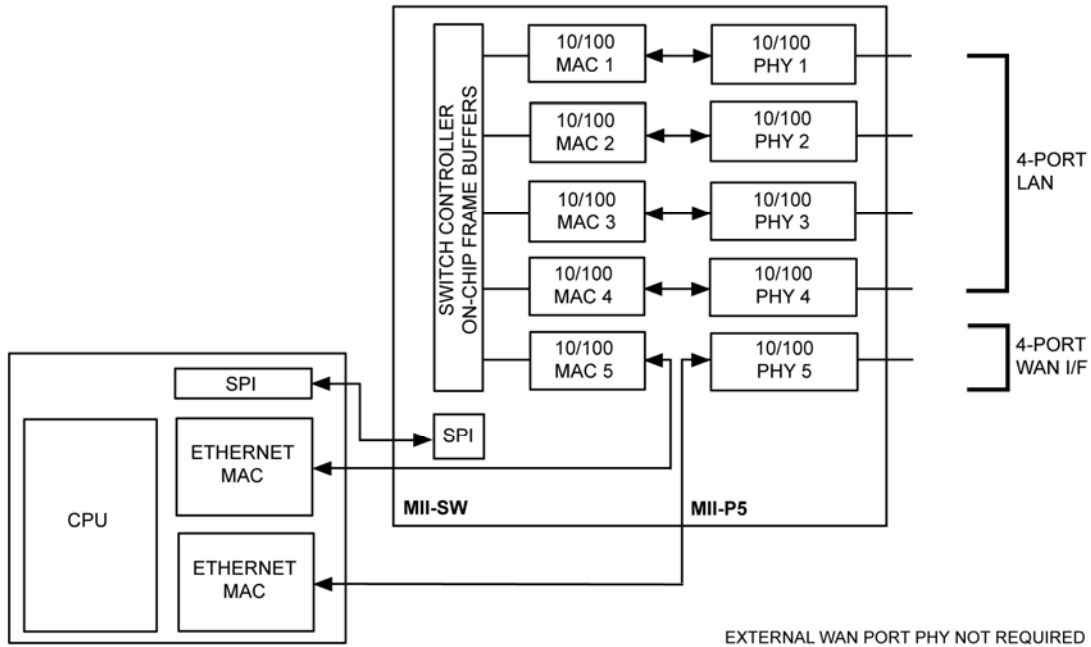 10/100
MAC 1
10/100
PHY 1
10/100
MAC 2
10/100
PHY 2
10/100
MAC 3
10/100
PHY 3
10/100
MAC 4
10/100
PHY 4
10/100
MAC 5
10/100
PHY 5
SWITCH CONTROLLER
ON-CHIP FRAME BUFFERS
4-PORT
LAN
4-PORT
WAN I/F
SPI
SPI
ETHERNET
MAC
CPU
ETHERNET
MAC
MII-SW
MII-P5
EXTERNAL WAN PORT PHY NOT REQUIRED